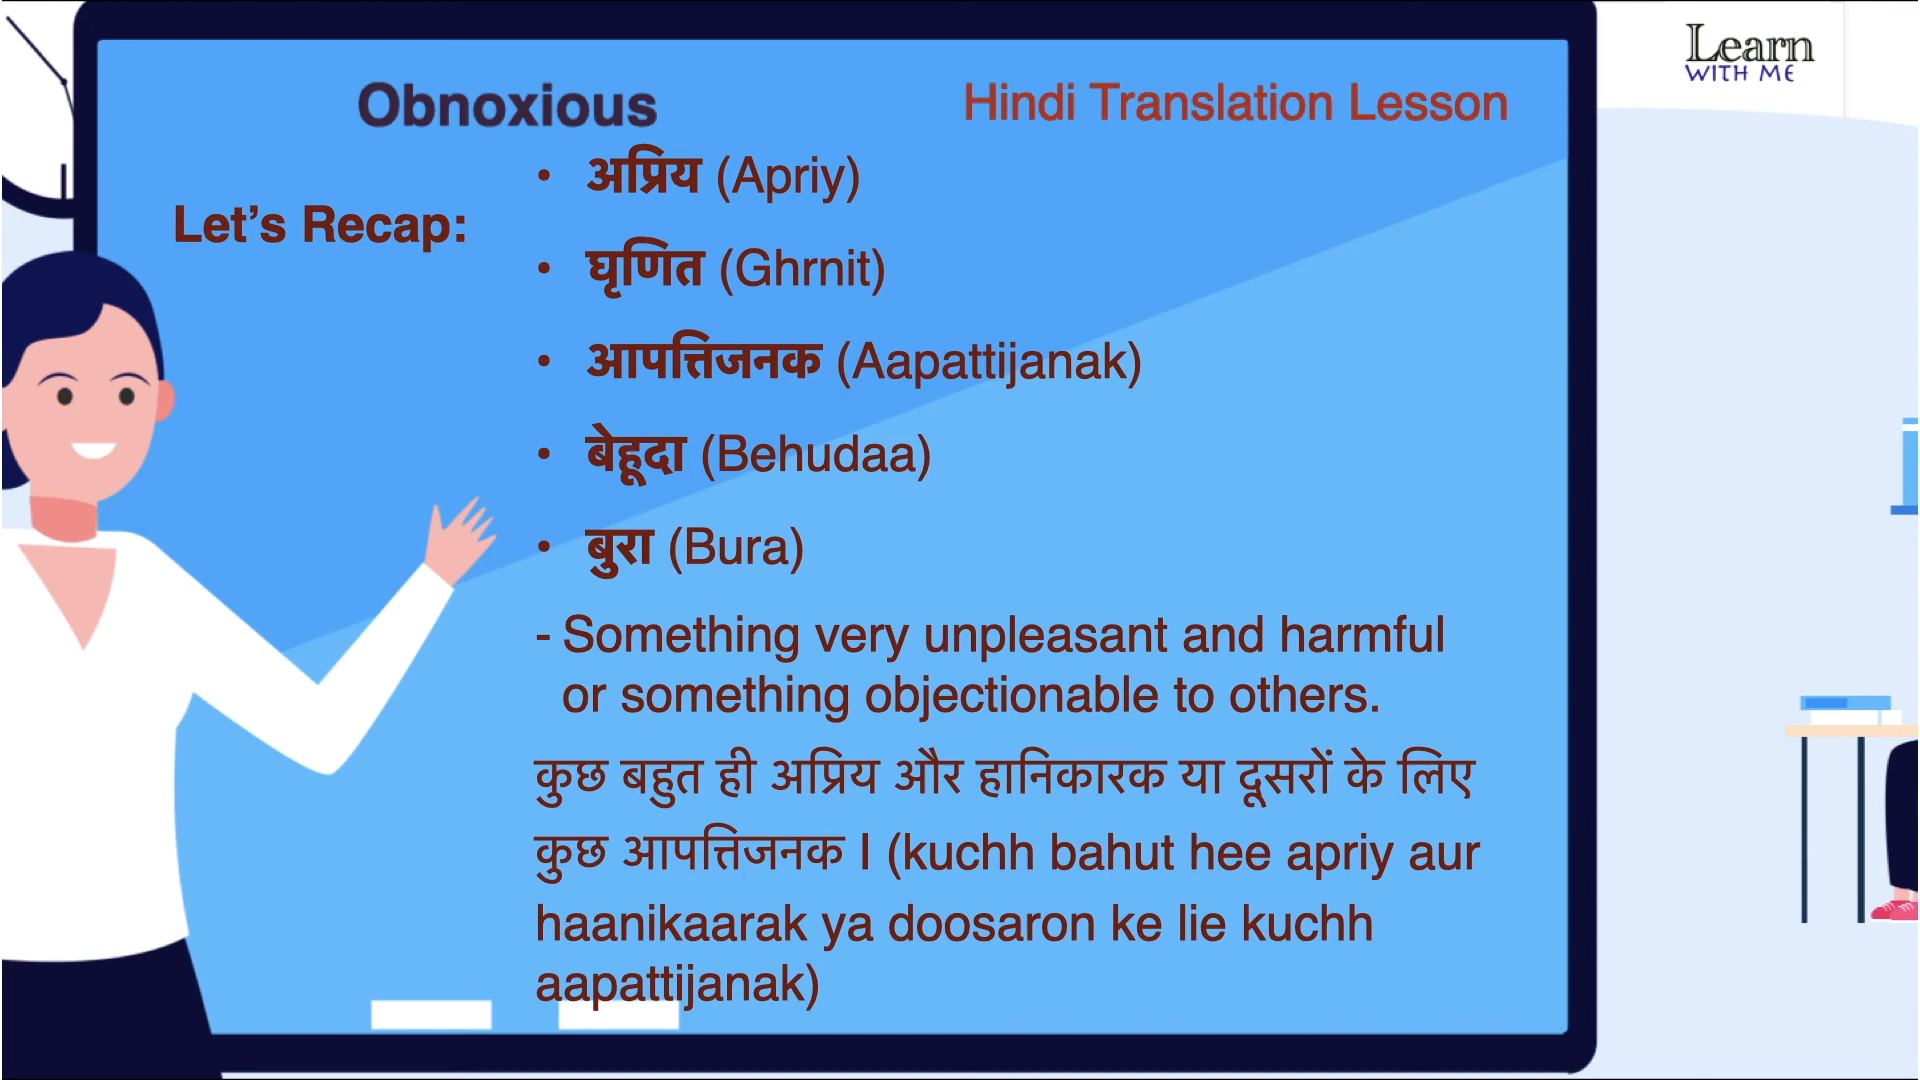 Learn
WITH ME
Obnoxious
Hindi Translation Lesson
Let’s Recap:
• अप्रिय (Apriy)
• घृणित (Ghrnit)
• आपत्तिजनक (Aapattijanak)
• बेहूदा (Behudaa)
• बुरा (Bura)
- Something very unpleasant and harmful
or something objectionable to others.
कुछ बहुत ही अप्रिय और हानिकारक या दूसरों के लिए
कुछ आपत्तिजनक I (kuchh bahut hee apriy aur
haanikaarak ya doosaron ke lie kuchh
aapattijanak)